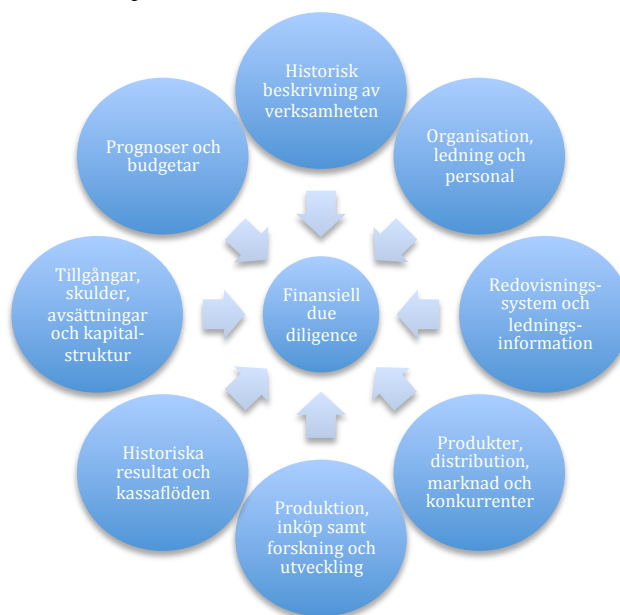 Historisk
beskrivning av
verksamheten
Organisation,
ledning och
personal
Redovisnings-
system och
lednings-
information
Produkter,
distribution,
marknad och
konkurrenter
Produktion,
inköp samt
forskning och
utveckling
Historiska
resultat och
kassaflöden
Tillgångar,
skulder,
avsättningar
och kapital-
struktur
Prognoser och
budgetar
Finansiell
due
diligence